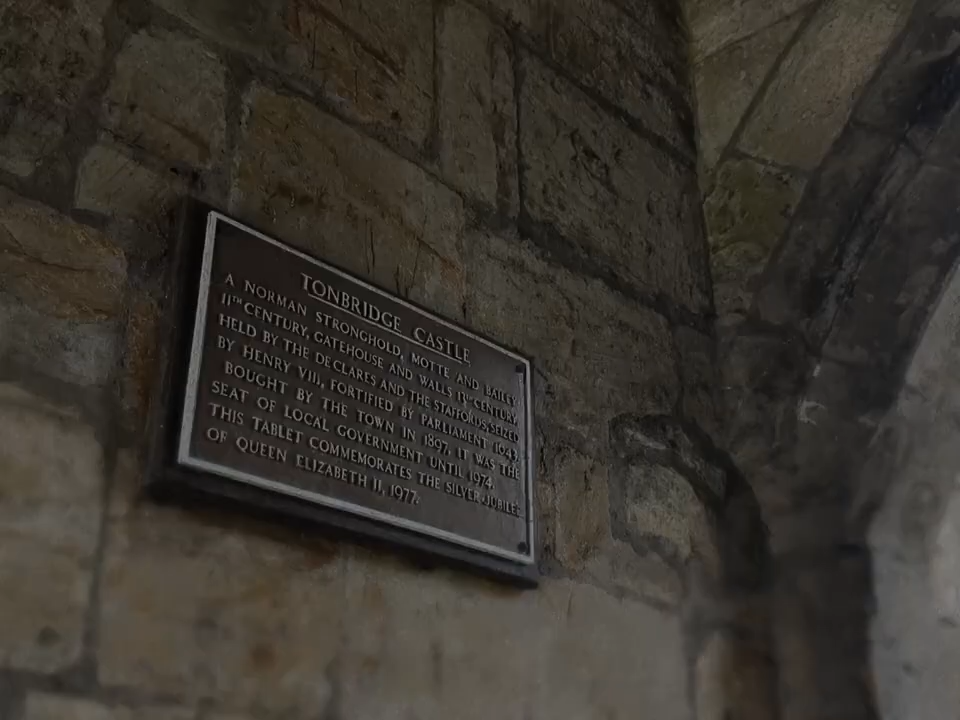 TONBRIDGE CASTLE
A NORMAN STRONGHOLD, MOTTE AND BAILEY
11TH CENTURY, GATEHOUSE AND WALLS 13TH CENTURY.
HELD BY THE DECLARES AND THE STAFFORDS, SEIZED
BY HENRY VIII, FORTIFIED BY PARLIAMENT 1643.
BOUGHT BY THE TOWN IN 1897, IT WAS THE
SEAT OF LOCAL GOVERNMENT UNTIL 1974.
THIS TABLET COMMEMORATES THE SILVER JUBILEE
OF QUEEN ELIZABETH II, 1977.